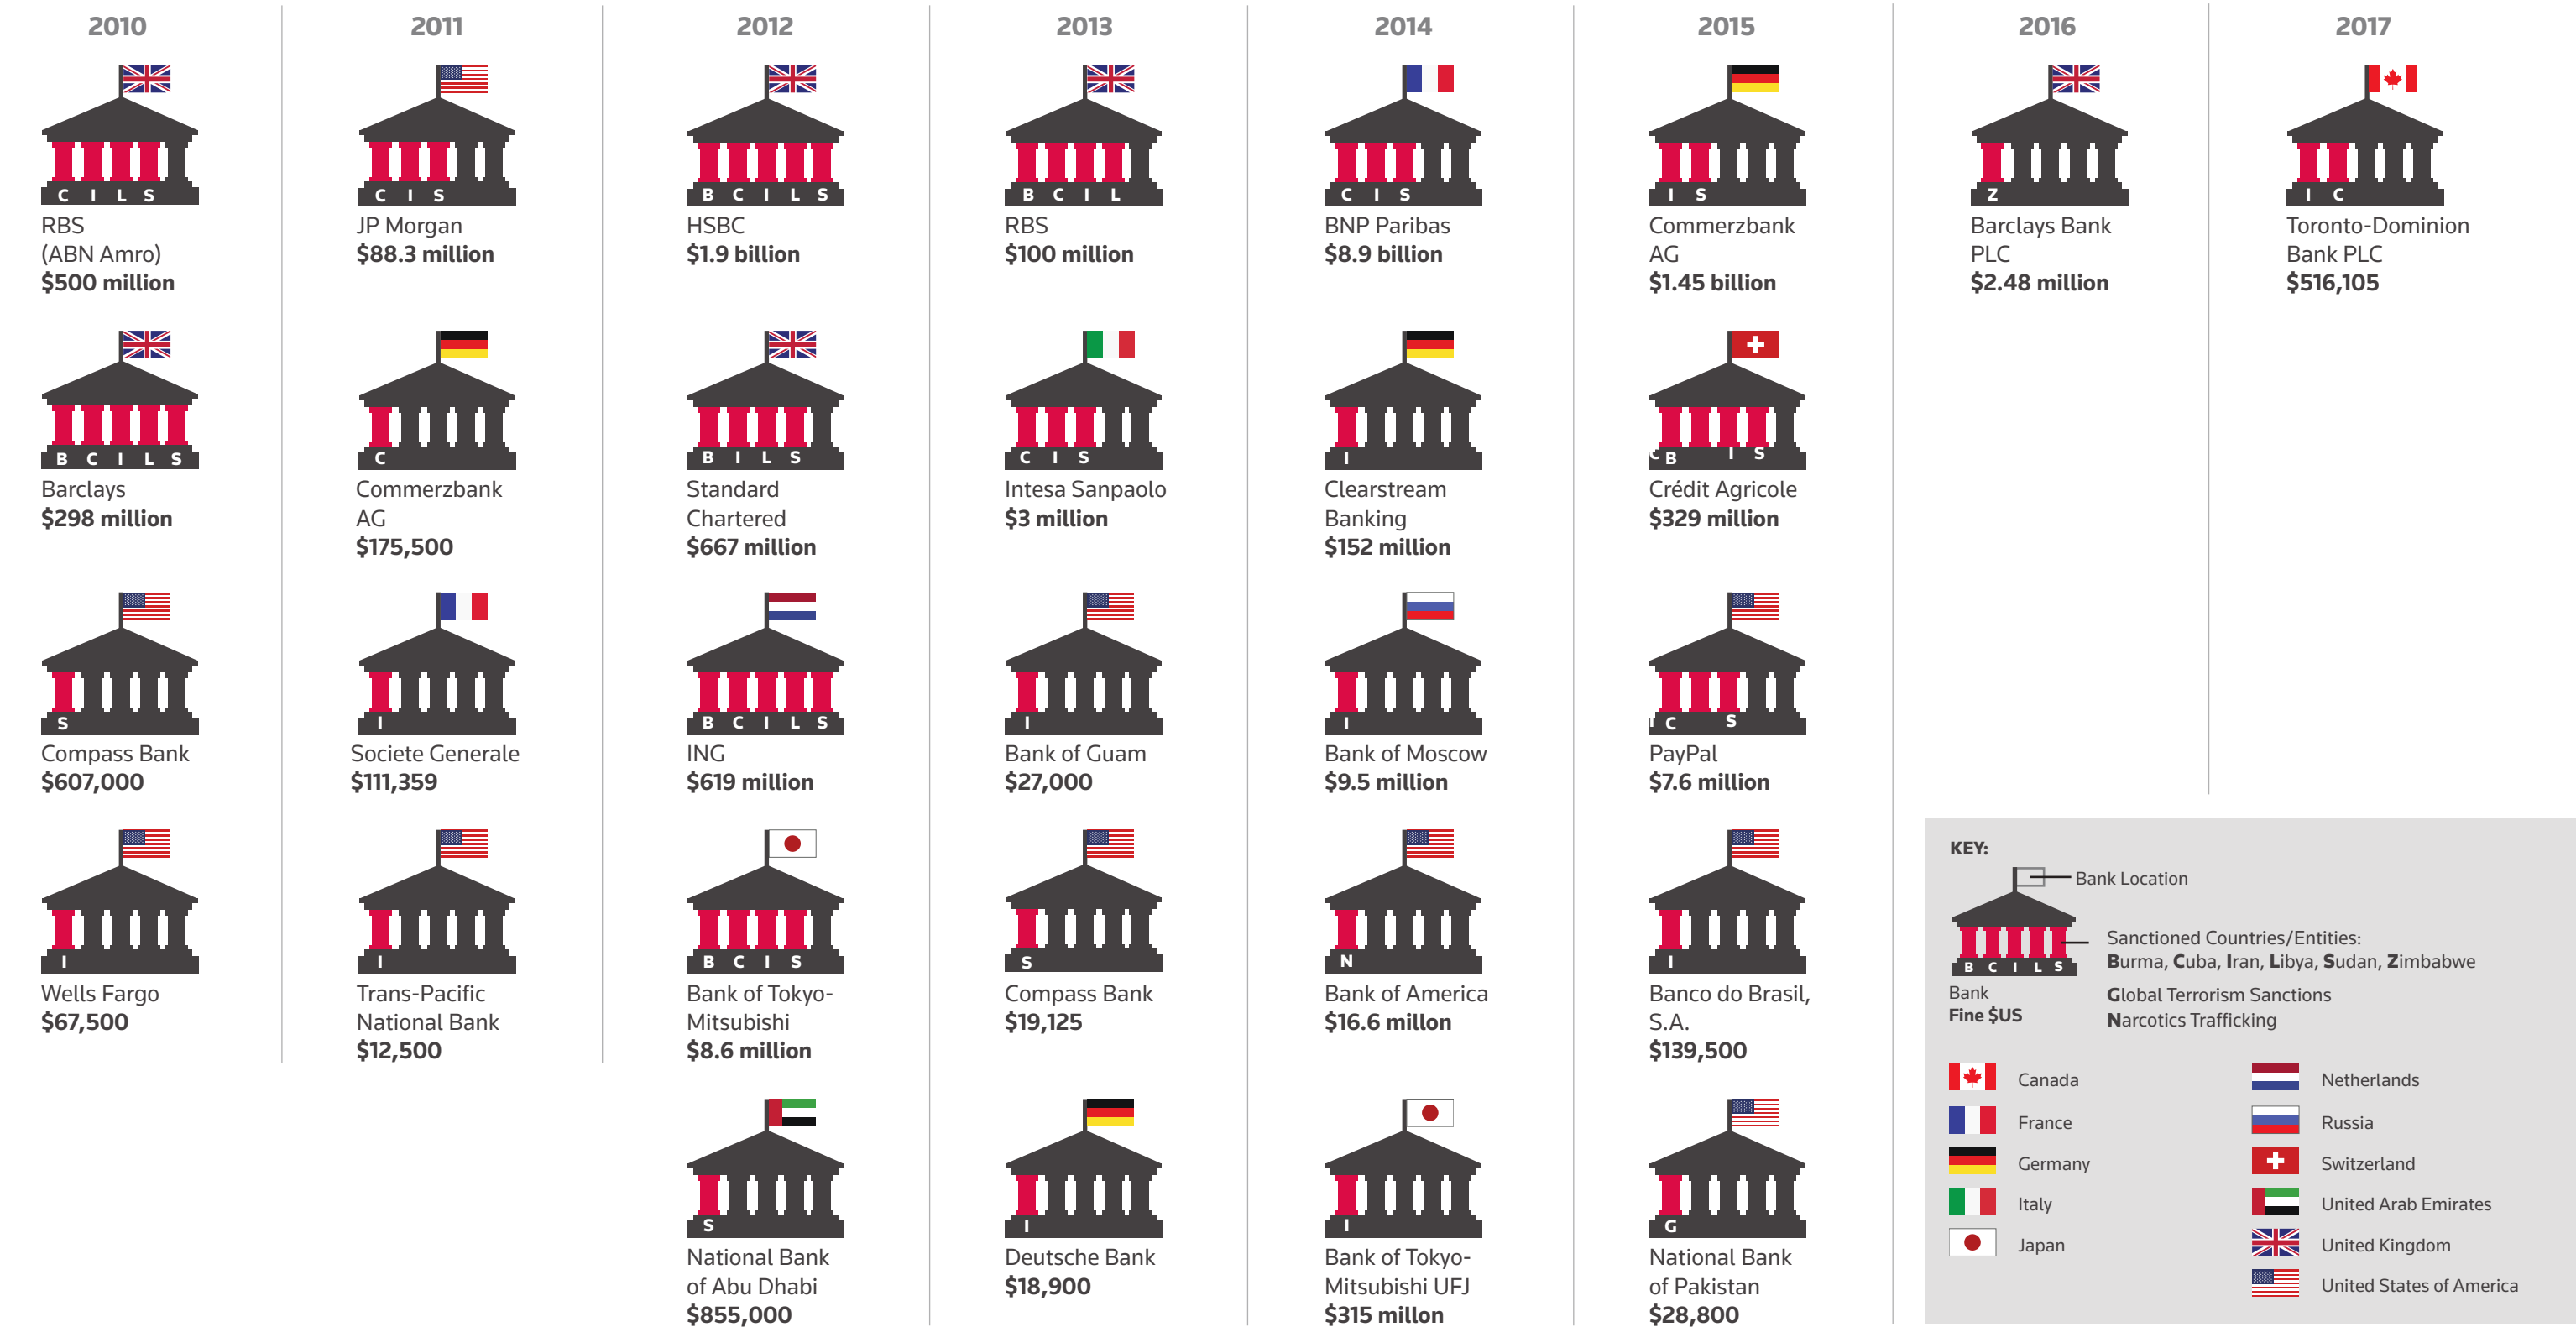 2010
C I L S
RBS
(ABN Amro)
$500 million
B C I L S
Barclays
$298 million
S
Compass Bank
$607,000
I
Wells Fargo
$67,500
2011
C I S
JP Morgan
$88.3 million
C
Commerzbank
AG
$175,500
I
Societe Generale
$111,359
I
Trans-Pacific
National Bank
$12,500
2012
B C I L S
HSBC
$1.9 billion
B I L S
Standard
Chartered
$667 million
B C I L S
ING
$619 million
B C I S
Bank of Tokyo-
Mitsubishi
$8.6 million
S
National Bank
of Abu Dhabi
$855,000
2013
B C I L
RBS
$100 million
C I S
Intesa Sanpaolo
$3 million
I
Bank of Guam
$27,000
S
Compass Bank
$19,125
I
Deutsche Bank
$18,900
2014
C I S
BNP Paribas
$8.9 billion
I
Clearstream
Banking
$152 million
I
Bank of Moscow
$9.5 million
N
Bank of America
$16.6 millon
I
Bank of Tokyo-
Mitsubishi UFJ
$315 millon
2015
I S
Commerzbank
AG
$1.45 billion
C B I S
Crédit Agricole
$329 million
I C S
PayPal
$7.6 million
I
Banco do Brasil,
S.A.
$139,500
G
National Bank
of Pakistan
$28,800
2016
Z
Barclays Bank
PLC
$2.48 million
2017
I C
Toronto-Dominion
Bank PLC
$516,105
KEY:
Bank Location
Sanctioned Countries/Entities:
Burma, Cuba, Iran, Libya, Sudan, Zimbabwe
B C I L S
Bank
Fine $US
Global Terrorism Sanctions
Narcotics Trafficking
Canada
France
Germany
Italy
Japan
Netherlands
Russia
Switzerland
United Arab Emirates
United Kingdom
United States of America